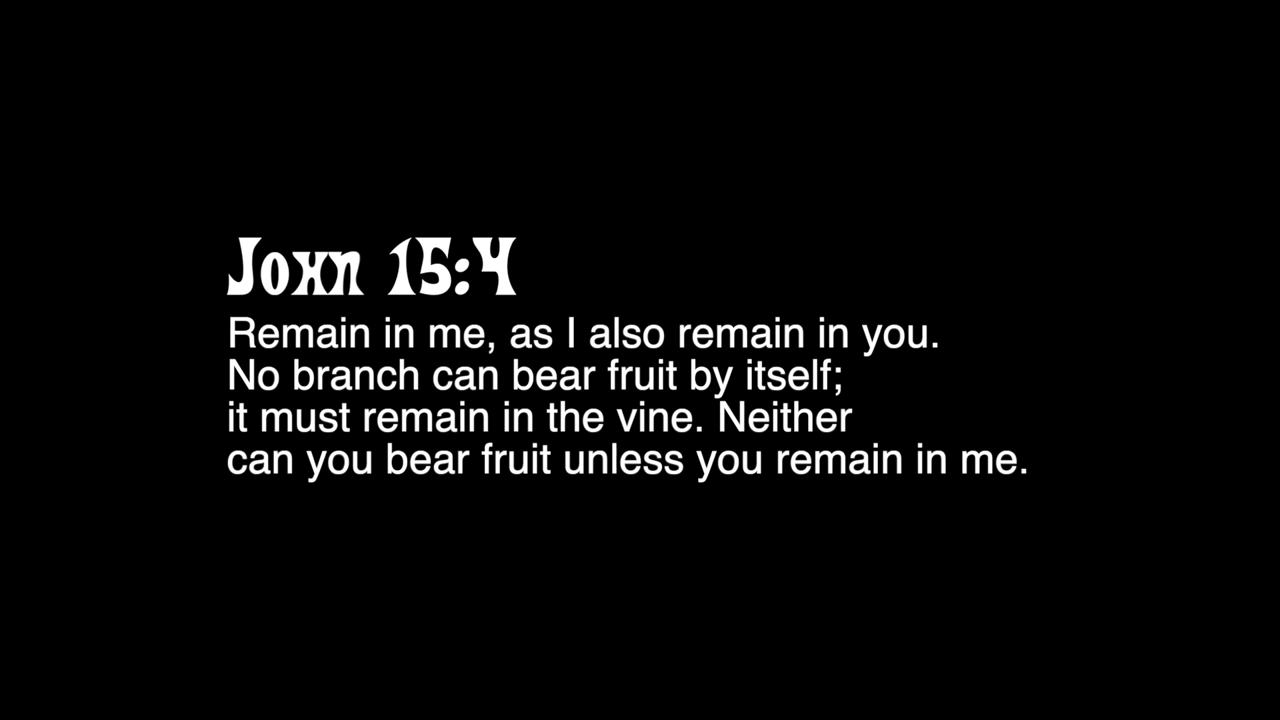 John 15:4
Remain in me, as I also remain in you.
No branch can bear fruit by itself;
it must remain in the vine. Neither
can you bear fruit unless you remain in me.